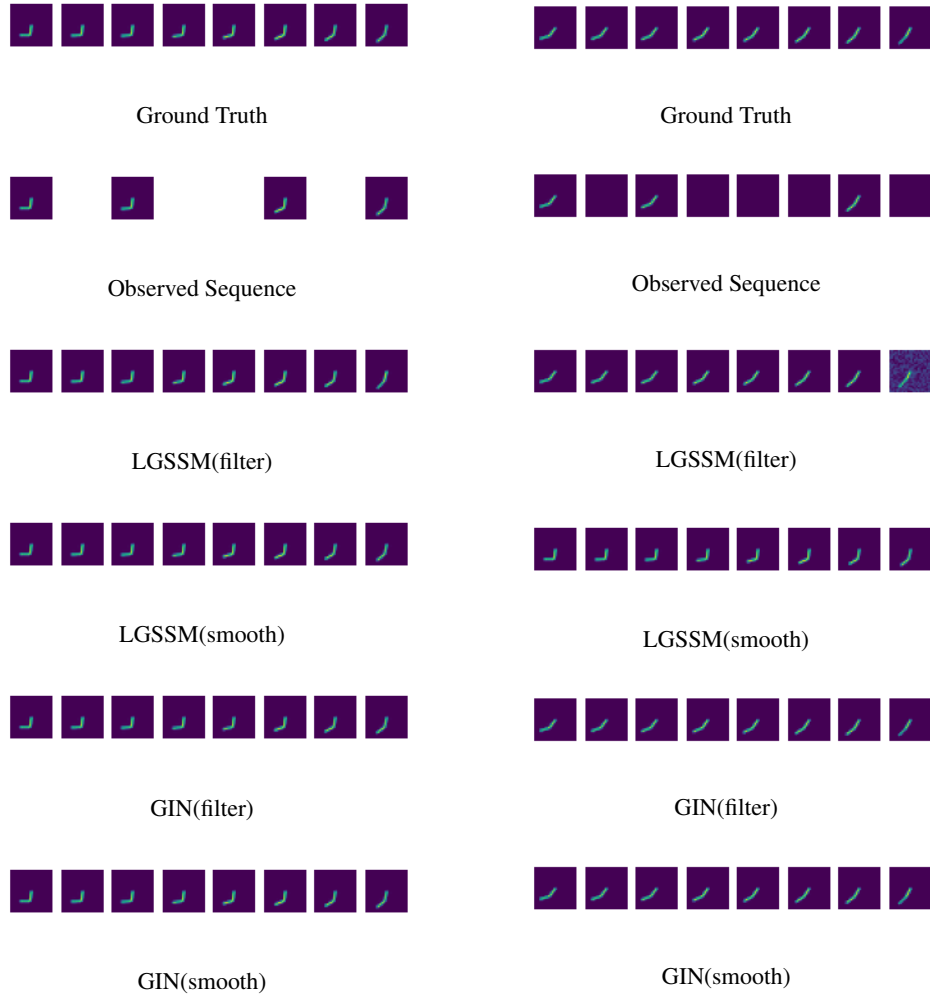 Ground Truth
Ground Truth
Observed Sequence
Observed Sequence
LGSSM(filter)
LGSSM(filter)
LGSSM(smooth)
LGSSM(smooth)
GIN(filter)
GIN(filter)
GIN(smooth)
GIN(smooth)